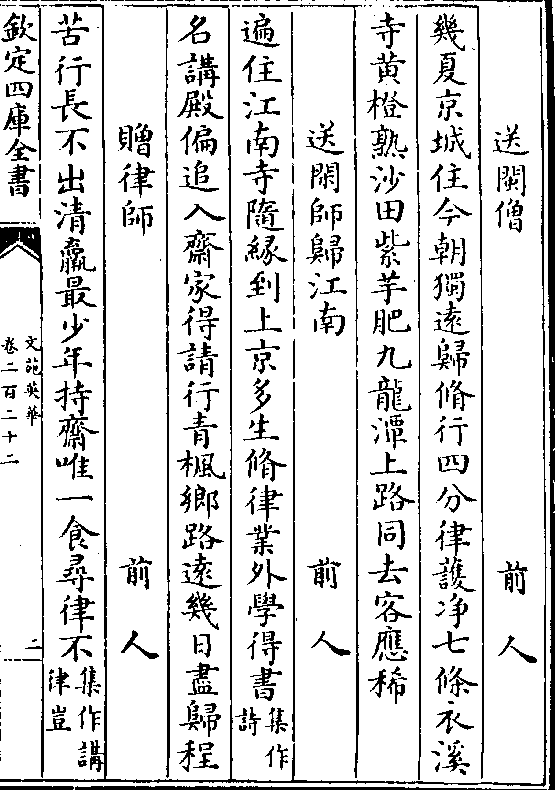 送閩僧　前人
幾夏京城住今朝獨遠歸脩行四分律護净七條衣溪
寺黄橙熟沙田紫芋肥九龍潭上路同去客應稀
送閑師歸江南　前人
遍住江南寺隨緣到上京多生脩律業外學得書集作詩
名講殿偏追入齋家得請行青楓鄉路遠幾日盡歸程
贈律師　前人
苦行長不出清羸最少年持齋唯一食尋律不集作講律豈
欽定四庫全書
文苑英華
卷二百二十二
二